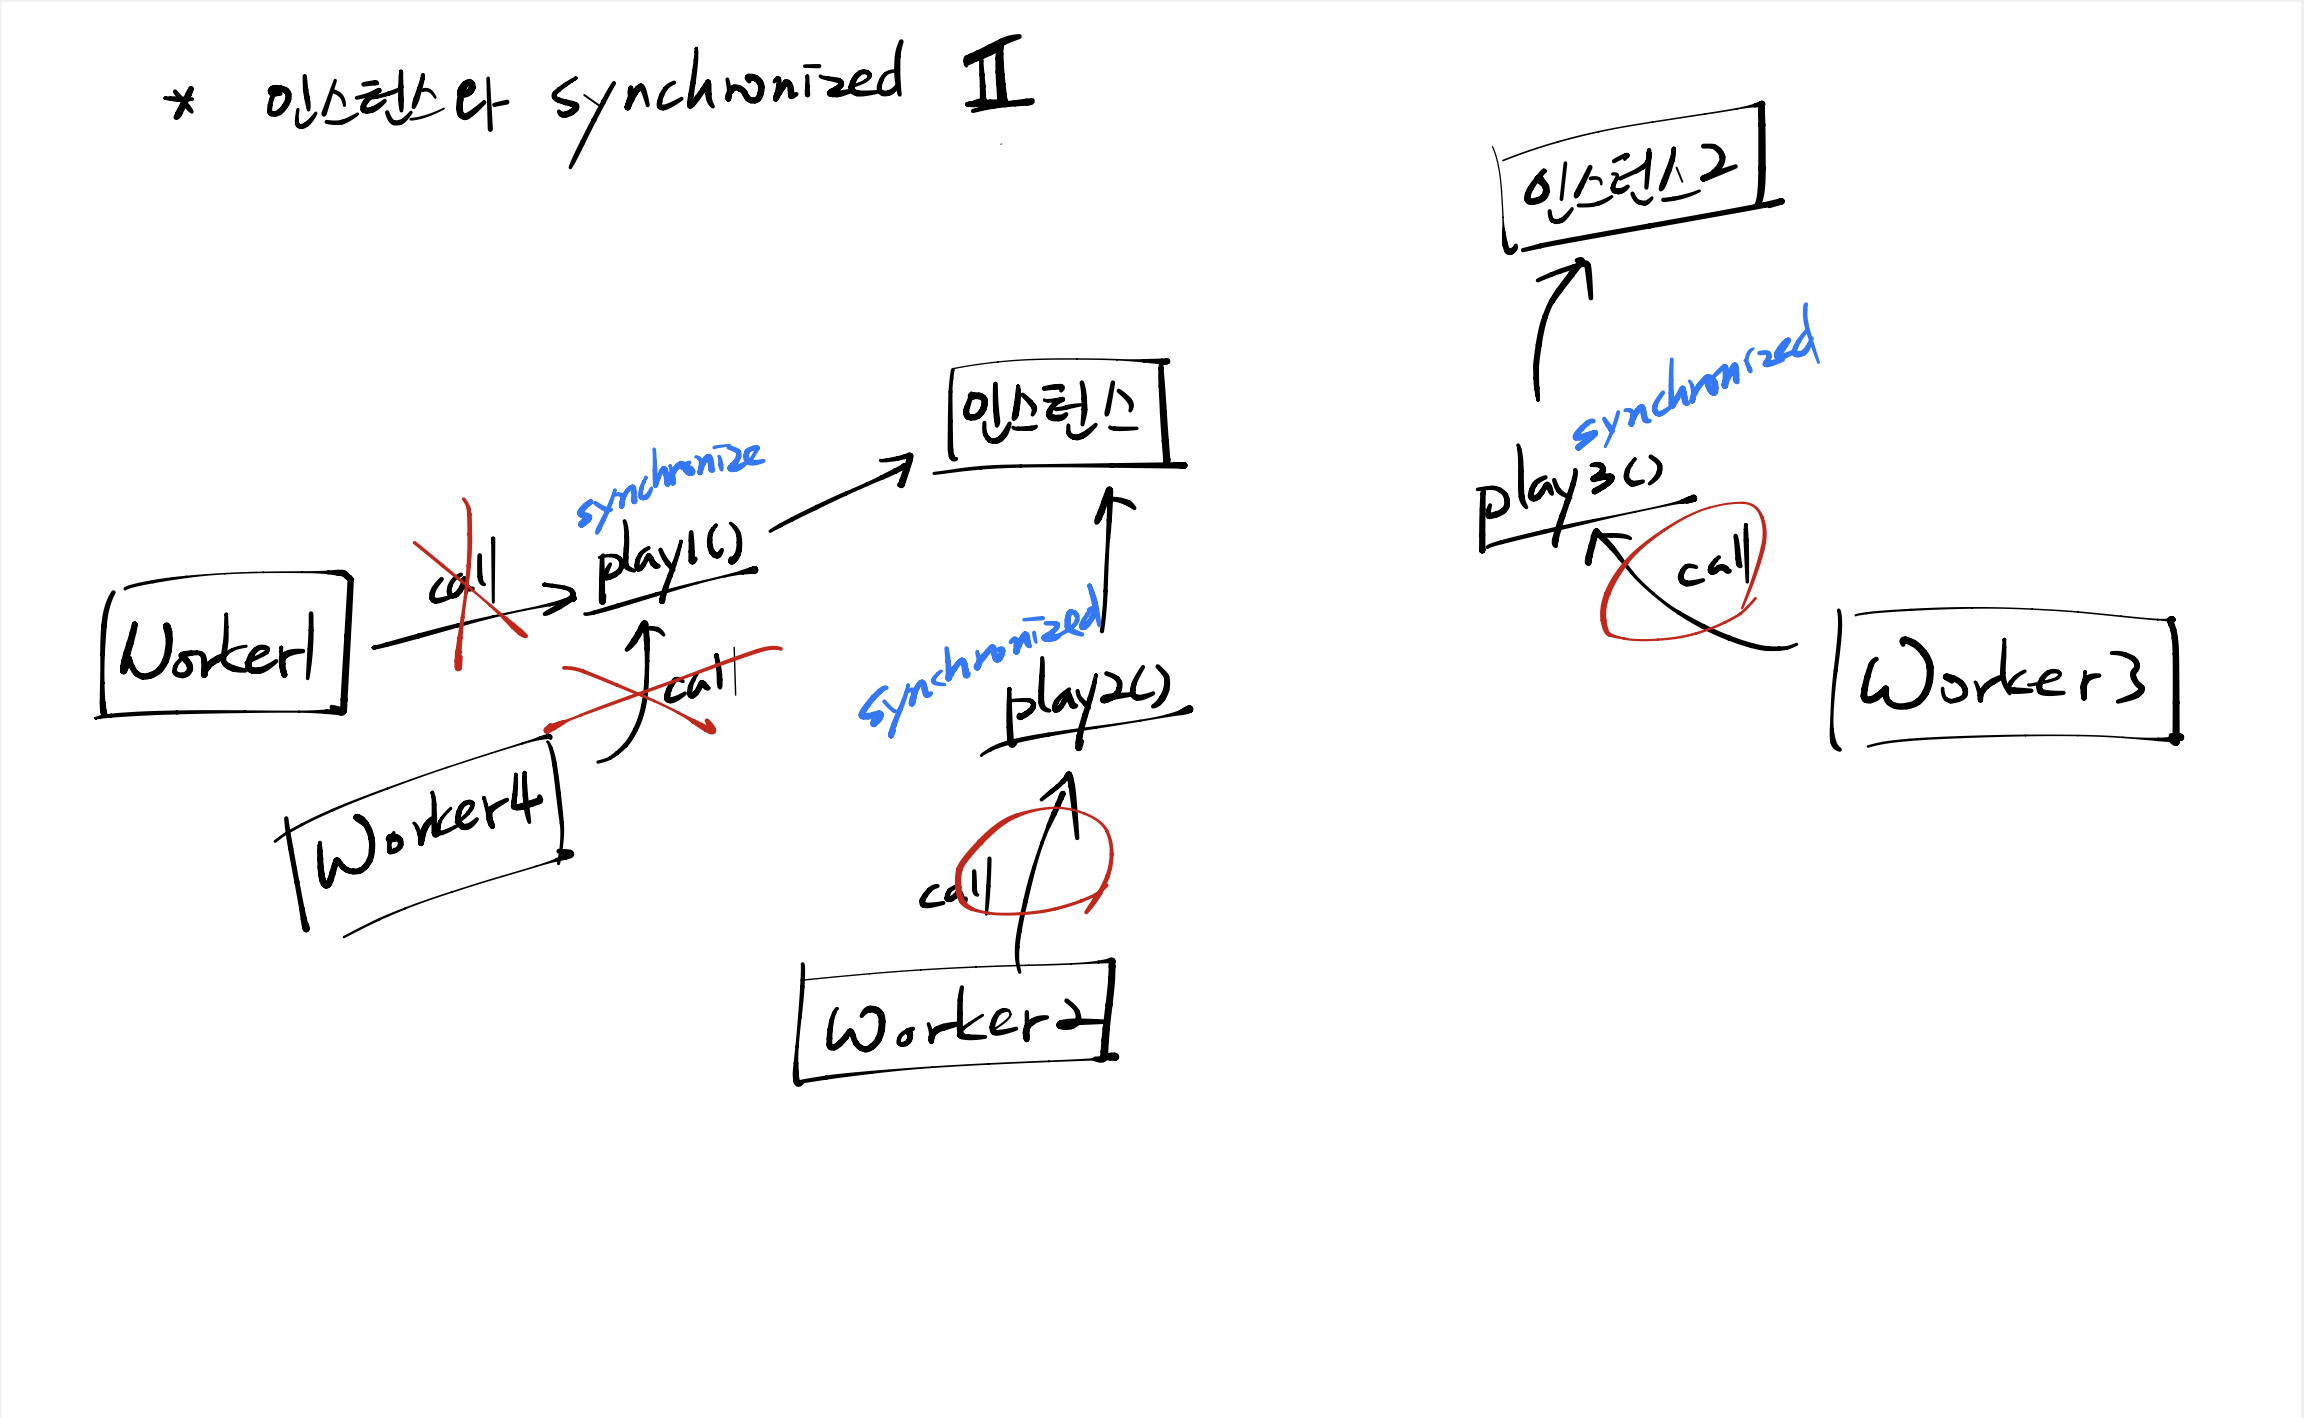 * 인스턴스와 synchronized II
인스턴스2
synchronized
play3()
call
Worker3
인스턴스
synchronize
play1()
call
Worker1
call
Worker4
synchronized
play2()
call
Worker2